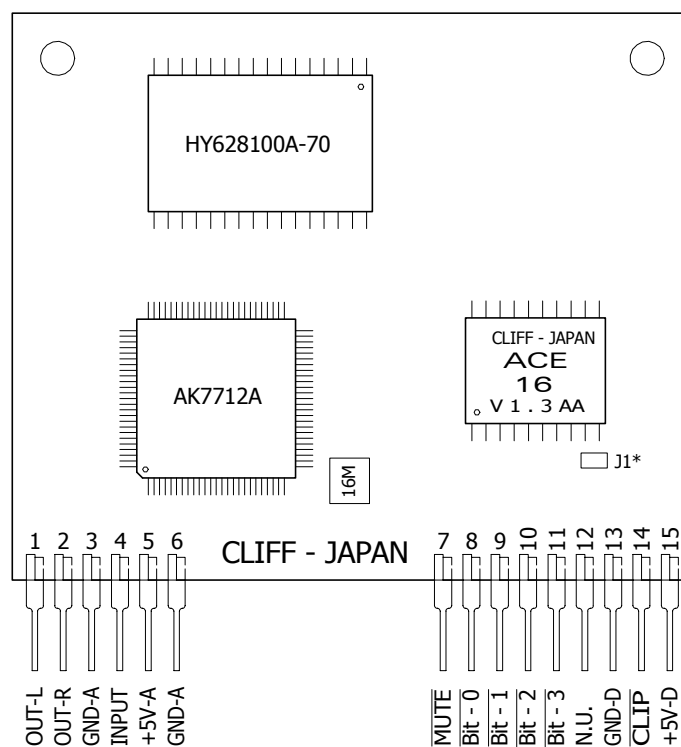 HY628100A-70
CLIFF - JAPAN
ACE
16
V 1 . 3 AA
AK7712A
J1*
16M
1 2 3 4 5 6
CLIFF - JAPAN
7 8 9 10 11 12 13 14 15
OUT-L
OUT-R
GND-A
INPUT
+5V-A
GND-A
MUTE
Bit - 0
Bit - 1
Bit - 2
Bit - 3
N.U.
GND-D
CLIP
+5V-D